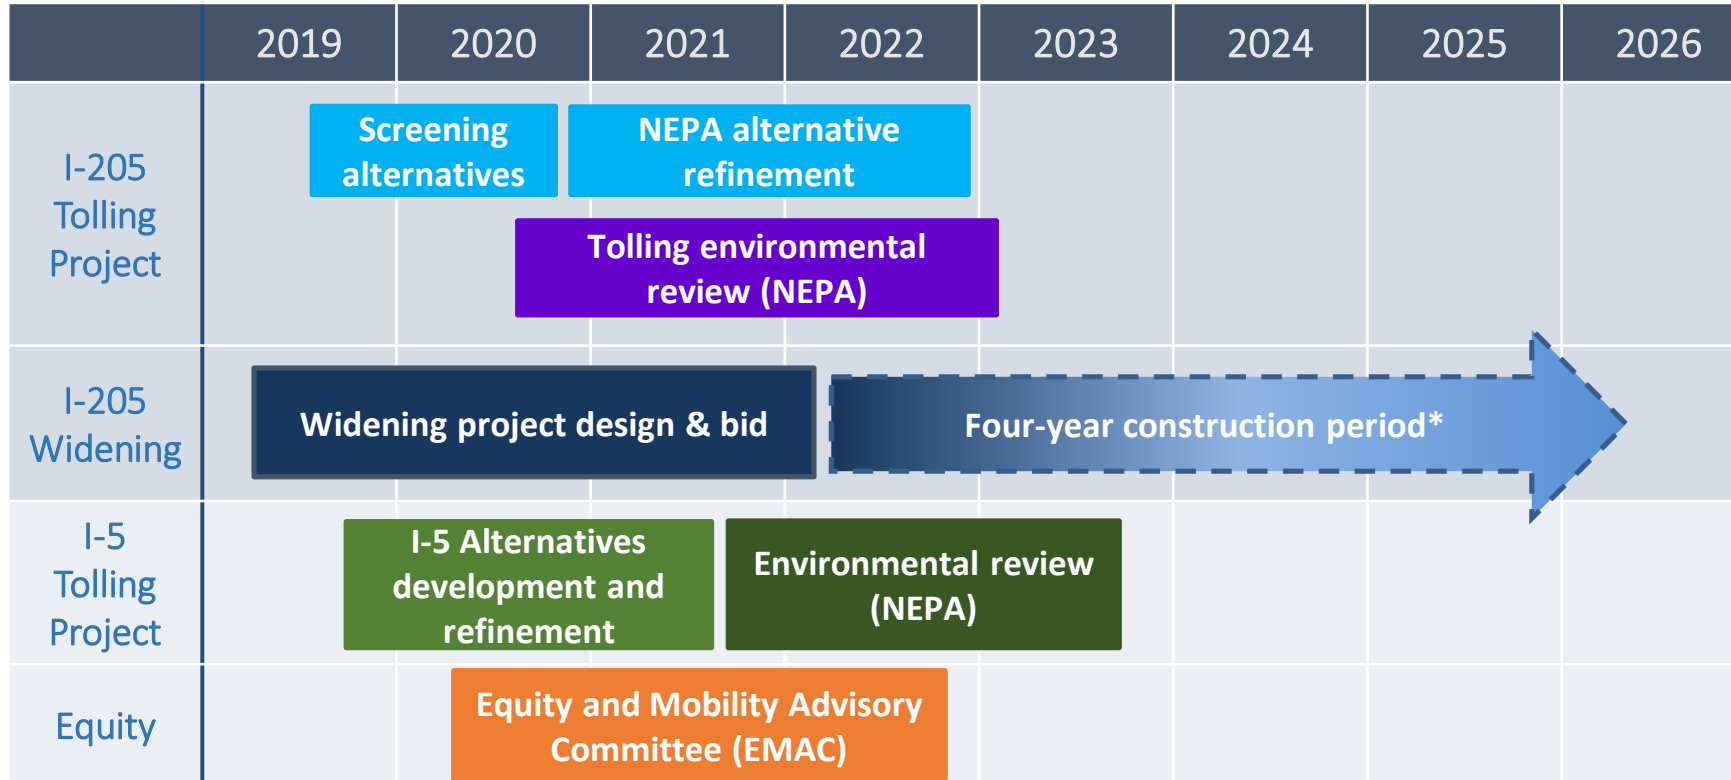 2019 2020 2021 2022 2023 2024 2025 2026
I-205
Tolling
Project
Screening
alternatives
NEPA alternative
refinement
Tolling environmental
review (NEPA)
I-205
Widening
Widening project design & bid
Four-year construction period*
I-5
Tolling
Project
I-5 Alternatives
development and
refinement
Environmental review
(NEPA)
Equity
Equity and Mobility Advisory
Committee (EMAC)